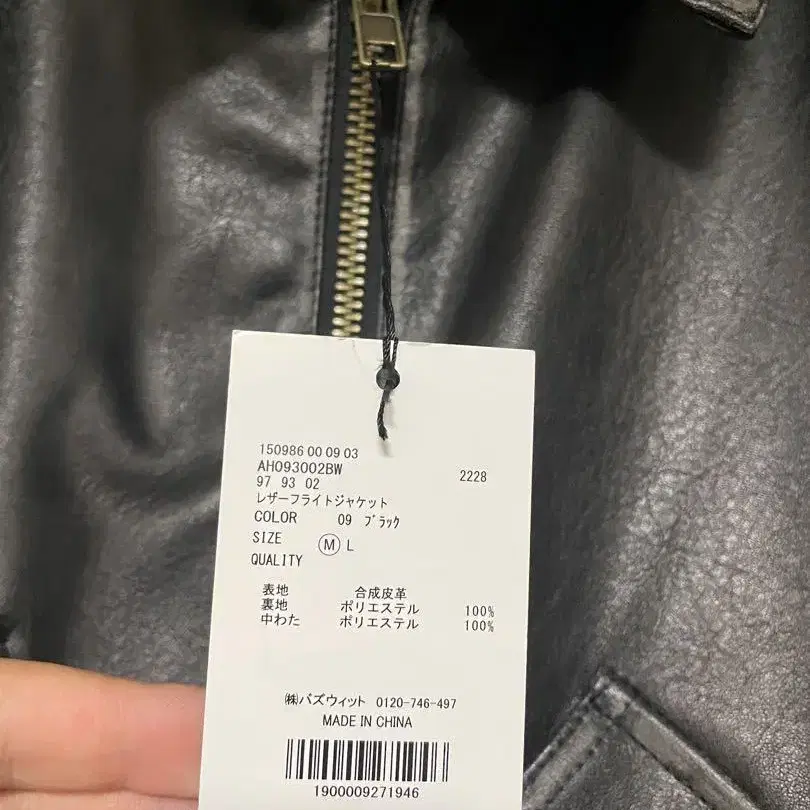 150986 00 09 03
AH093002BW
2228
97 93 02
レザーフライトジャケット
COLOR 09 ブラック
SIZE Ⓜ L
QUALITY
表地 合成皮革
裏地 ポリエステル 100%
中わた ポリエステル 100%
㈱バズウィット 0120-746-497
MADE IN CHINA
1900009271946